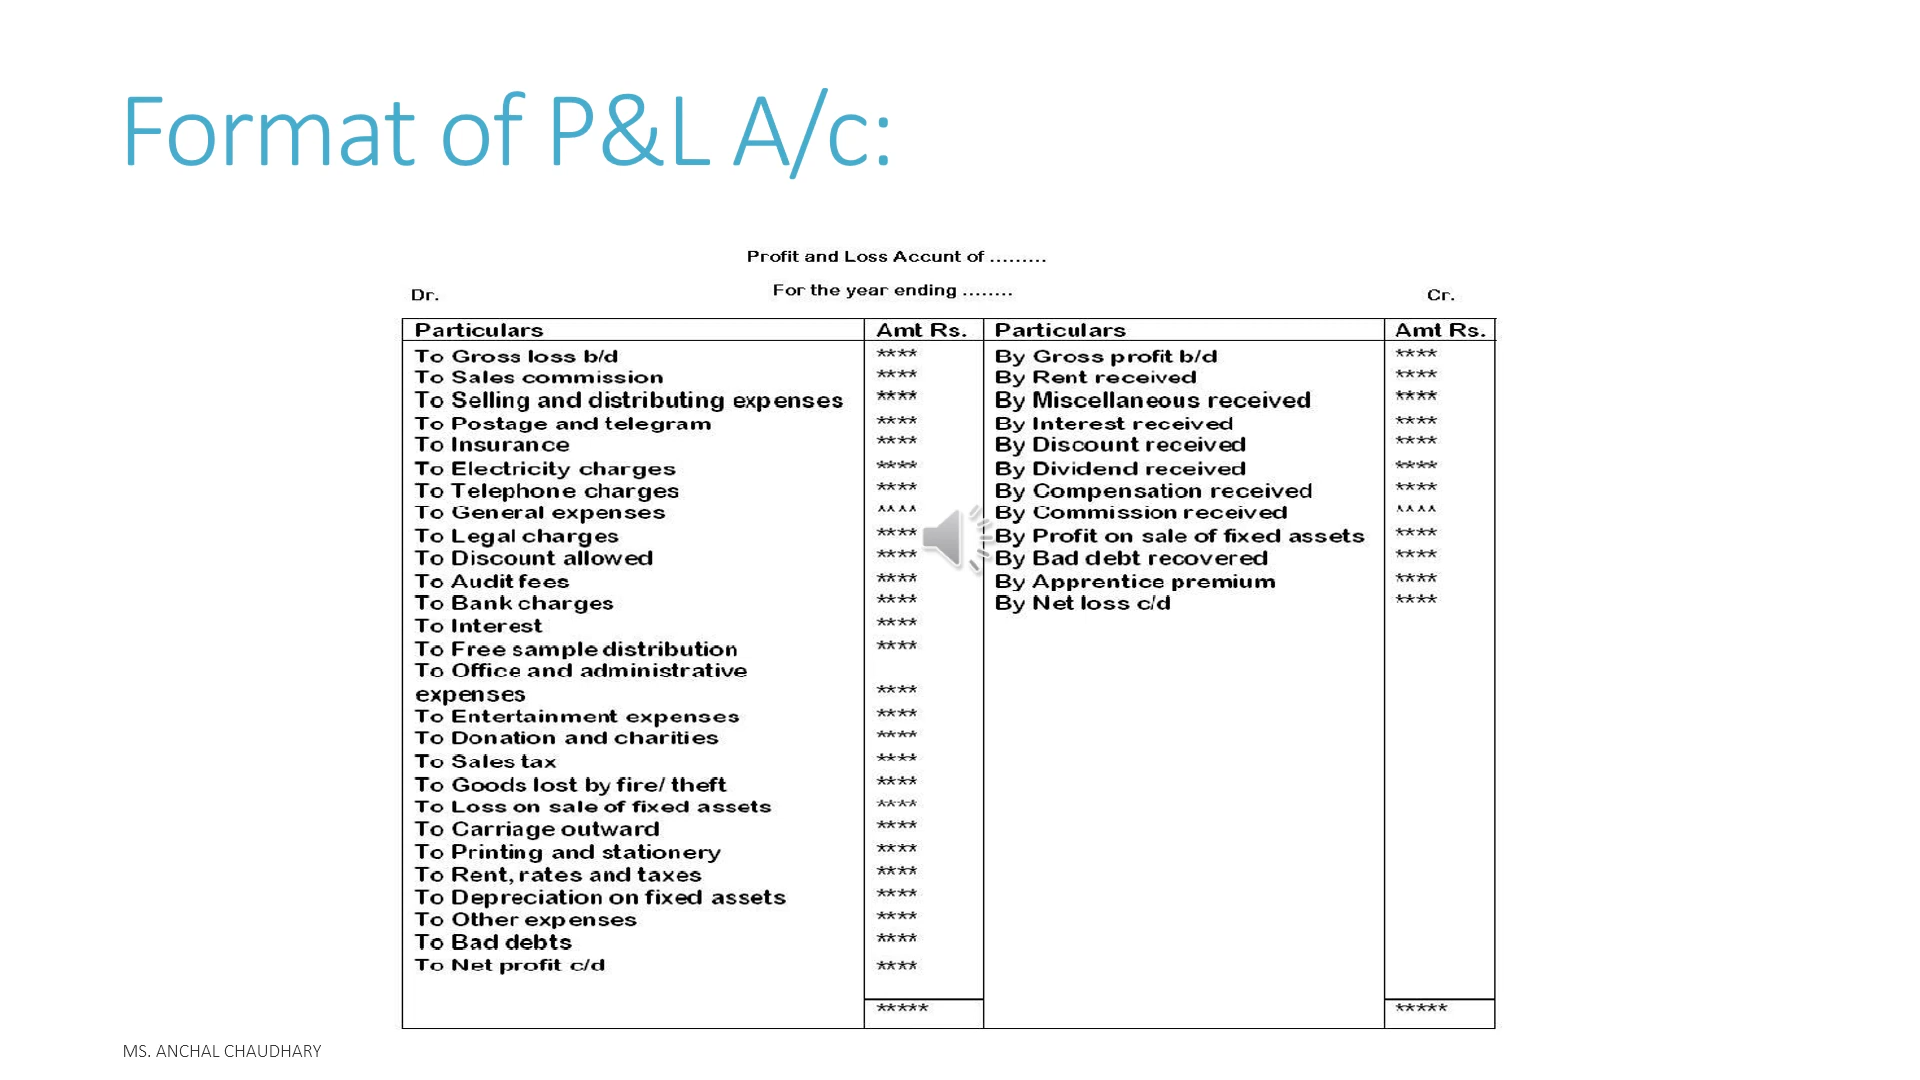 Format of P&L A/c:
Profit and Loss Accunt of .........
For the year ending ........
Dr. Cr.
Particulars Amt Rs. Particulars Amt Rs.
To Gross loss b/d **** By Gross profit b/d ****
To Sales commission **** By Rent received ****
To Selling and distributing expenses **** By Miscellaneous received ****
To Postage and telegram **** By Interest received ****
To Insurance **** By Discount received ****
To Electricity charges **** By Dividend received ****
To Telephone charges **** By Compensation received ****
To General expenses **** By Commission received ****
To Legal charges **** By Profit on sale of fixed assets ****
To Discount allowed **** By Bad debt recovered ****
To Audit fees **** By Apprentice premium ****
To Bank charges **** By Net loss c/d ****
To Interest ****
To Free sample distribution ****
To Office and administrative
expenses ****
To Entertainment expenses ****
To Donation and charities ****
To Sales tax ****
To Goods lost by fire/ theft ****
To Loss on sale of fixed assets ****
To Carriage outward ****
To Printing and stationery ****
To Rent, rates and taxes ****
To Depreciation on fixed assets ****
To Other expenses ****
To Bad debts ****
To Net profit c/d ****
***** *****
MS. ANCHAL CHAUDHARY